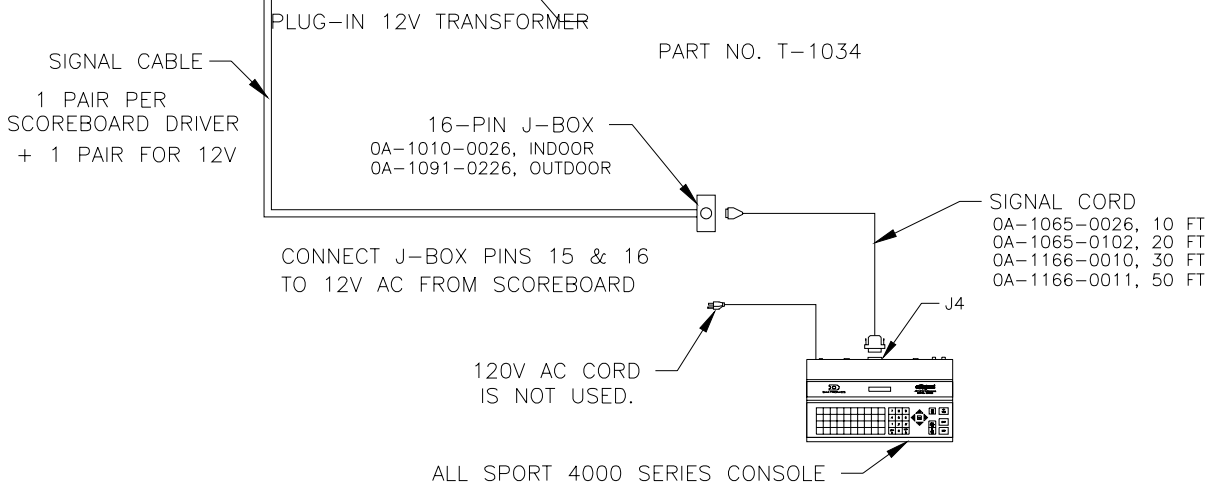 PLUG-IN 12V TRANSFORMER
PART NO. T-1034
SIGNAL CABLE
1 PAIR PER
SCOREBOARD DRIVER
+ 1 PAIR FOR 12V
16-PIN J-BOX
0A-1010-0026, INDOOR
0A-1091-0226, OUTDOOR
SIGNAL CORD
0A-1065-0026, 10 FT
0A-1065-0102, 20 FT
0A-1166-0010, 30 FT
0A-1166-0011, 50 FT
CONNECT J-BOX PINS 15 & 16
TO 12V AC FROM SCOREBOARD
J4
120V AC CORD
IS NOT USED.
ALL SPORT 4000 SERIES CONSOLE